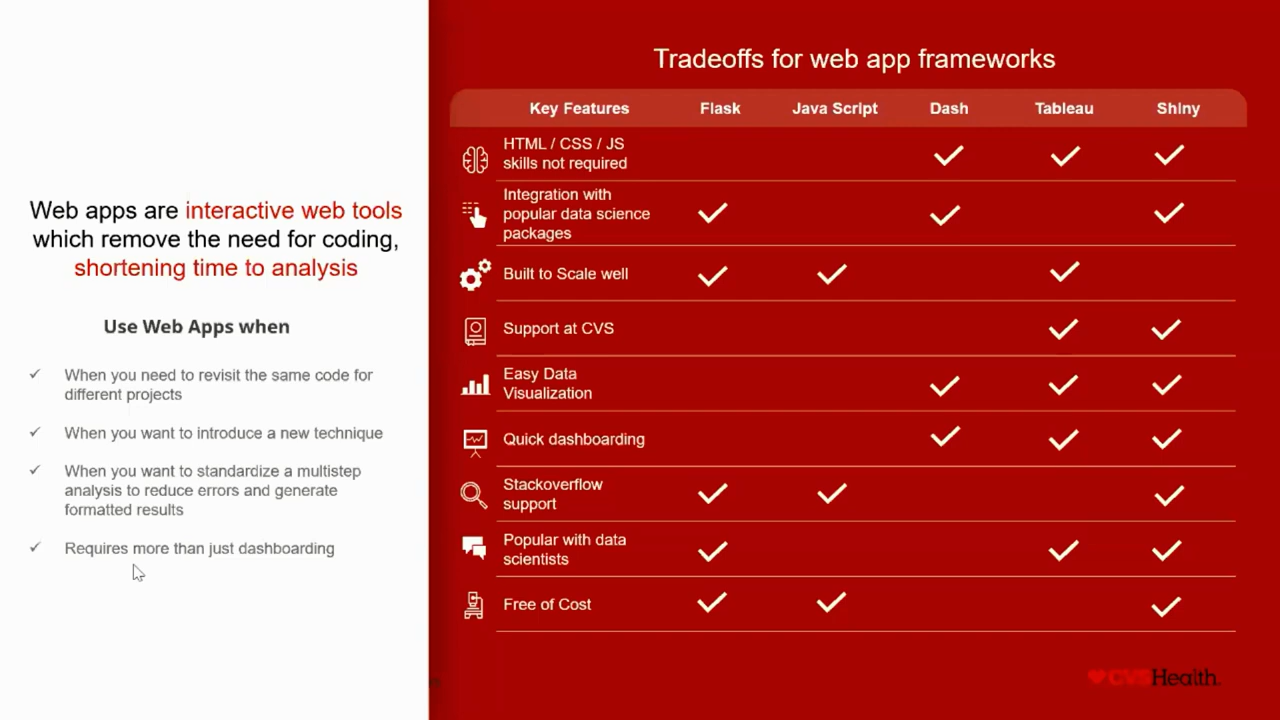 Web apps are interactive web tools
which remove the need for coding,
shortening time to analysis
Use Web Apps when
✓ When you need to revisit the same code for
different projects
✓ When you want to introduce a new technique
✓ When you want to standardize a multistep
analysis to reduce errors and generate
formatted results
✓ Requires more than just dashboarding
Tradeoffs for web app frameworks
Key Features Flask Java Script Dash Tableau Shiny
HTML / CSS / JS
skills not required
Integration with
popular data science
packages
Built to Scale well
Support at CVS
Easy Data
Visualization
Quick dashboarding
Stackoverflow
support
Popular with data
scientists
Free of Cost
CVSHealth.